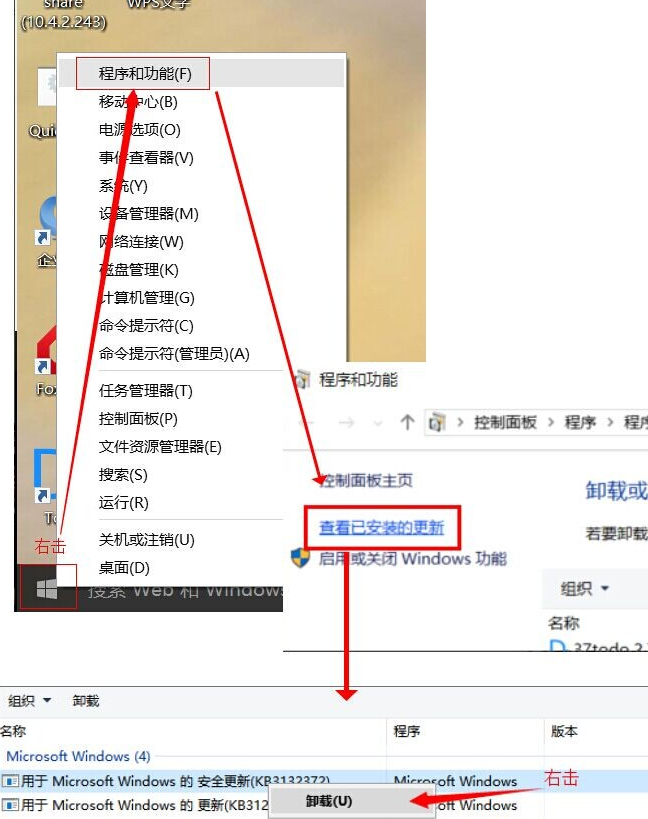 share WPS文字
(10.4.2.243)
程序和功能(F)
移动中心(B)
Quic
电源选项(O)
事件查看器(V)
系统(Y)
设备管理器(M)
网络连接(W)
企业
磁盘管理(K)
计算机管理(G)
命令提示符(C)
命令提示符(管理员)(A)
Fox
任务管理器(T)
控制面板(P)
文件资源管理器(E)
搜索(S)
运行(R)
To
右击
关机或注销(U)
桌面(D)
搜索 Web 和 Windows
程序和功能
控制面板 > 程序 > 程序
控制面板主页
卸载或
查看已安装的更新
若要卸载
启用或关闭 Windows 功能
组织
名称
37todo 2.
组织 卸载
名称 程序 版本
Microsoft Windows (4)
用于 Microsoft Windows 的 安全更新(KB3132372) Microsoft Windows
右击
用于 Microsoft Windows 的 更新(KB312 oft Windows
卸载(U)